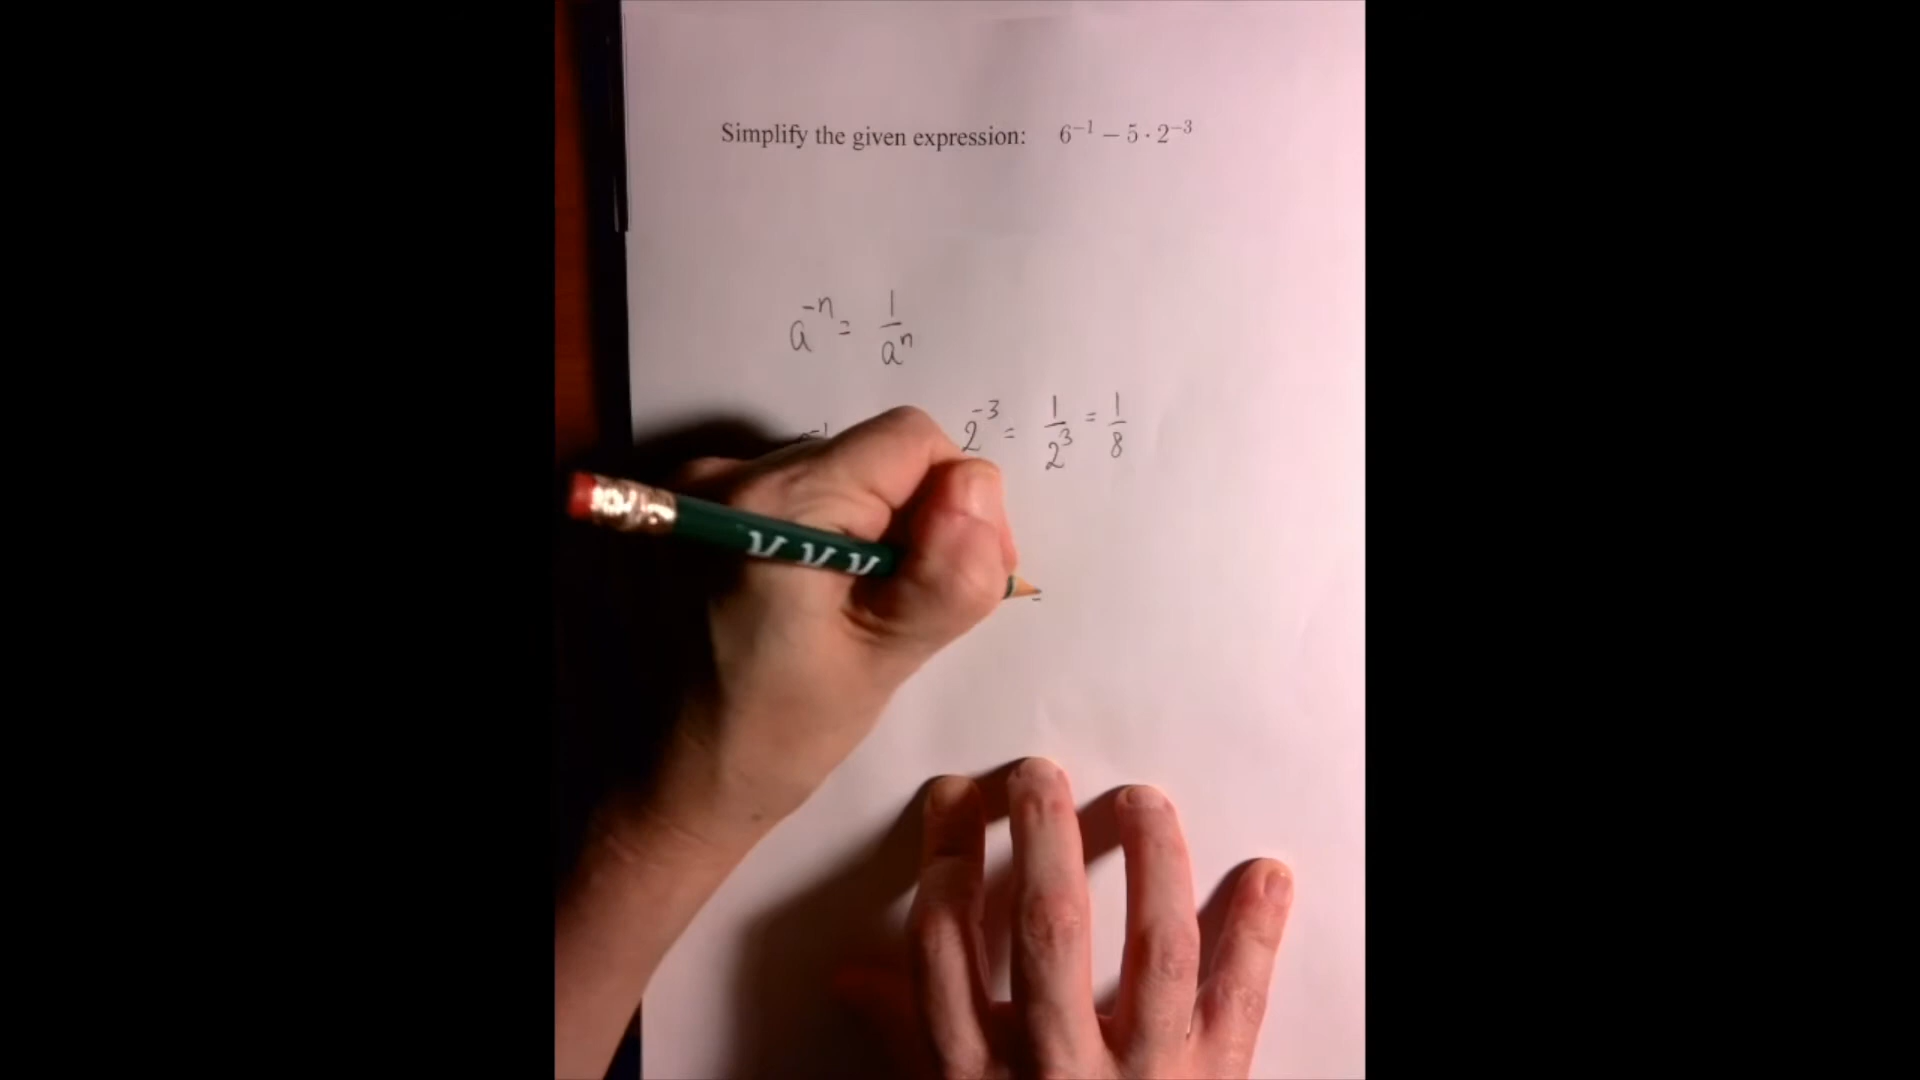 Simplify the given expression: 6⁻¹ − 5 · 2⁻³
a⁻ⁿ = 1/aⁿ
2⁻³ = 1/2³ = 1/8
=